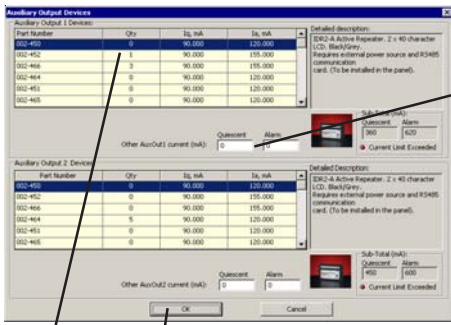 Auxiliary Output Devices
Auxiliary Output 1 Devices:
Part Number Qty Iq, mA Ia, mA
002-450 0 90.000 120.000
002-452 1 90.000 155.000
002-466 3 90.000 155.000
002-464 0 90.000 120.000
002-451 0 90.000 120.000
002-465 0 90.000 120.000
Detailed description:
IDR2-A Active Repeater. 2 x 40 character
LCD. Black/Grey.
Requires external power source and RS485
communication
card. (To be installed in the panel).
Quiescent Alarm
Other AuxOut1 current (mA): 0 0
Sub-Total (mA):
Quiescent Alarm
360 620
Current Limit Exceeded
Auxiliary Output 2 Devices:
Part Number Qty Iq, mA Ia, mA
002-450 0 90.000 120.000
002-452 0 90.000 155.000
002-466 0 90.000 155.000
002-464 5 90.000 120.000
002-451 0 90.000 120.000
002-465 0 90.000 120.000
Detailed Description:
IDR2-A Active Repeater. 2 x 40 character
LCD. Black/Grey.
Requires external power source and RS485
communication
card. (To be installed in the panel).
Quiescent Alarm
Other AuxOut2 current (mA): 0 0
Sub-Total (mA):
Quiescent Alarm
450 600
Current Limit Exceeded
OK Cancel